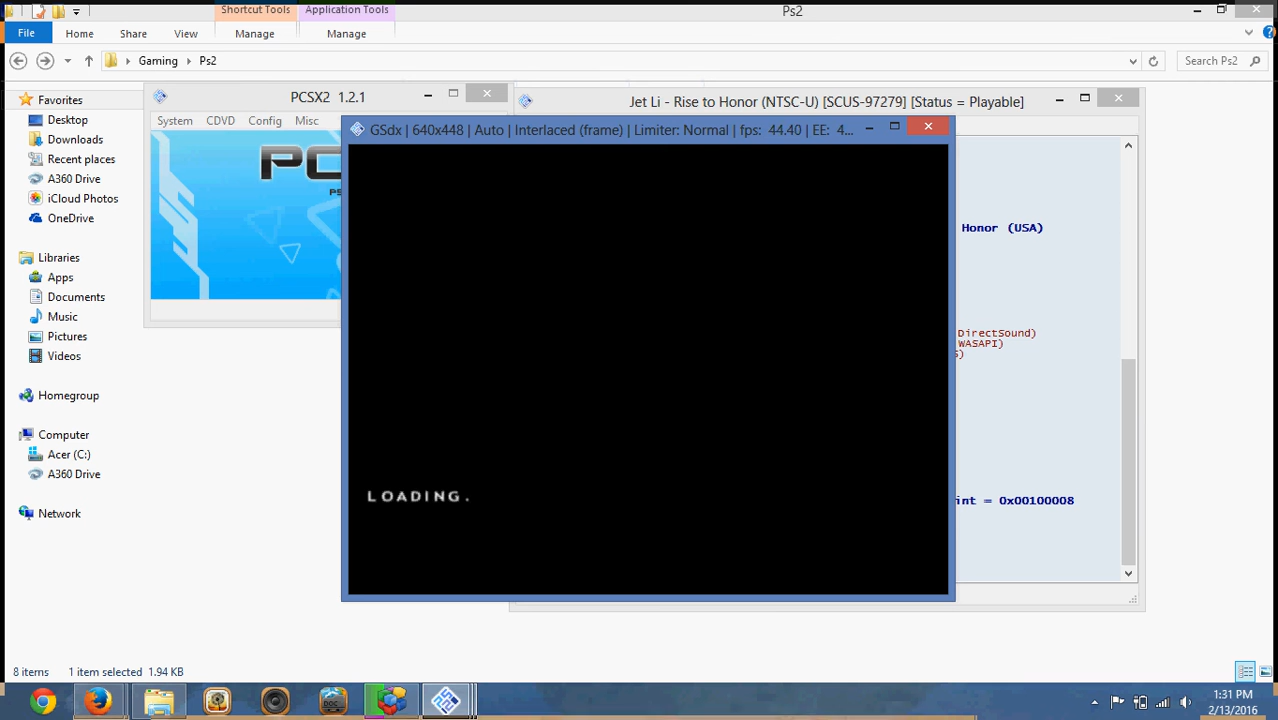 Shortcut Tools
Application Tools
Ps2
File
Home
Share
View
Manage
Manage
Gaming
Ps2
Search Ps2
Favorites
Desktop
Downloads
Recent places
A360 Drive
iCloud Photos
OneDrive
Libraries
Apps
Documents
Music
Pictures
Videos
Homegroup
Computer
Acer (C:)
A360 Drive
Network
PCSX2 1.2.1
System
CDVD
Config
Misc
Jet Li - Rise to Honor (NTSC-U) [SCUS-97279] [Status = Playable]
GSdx | 640x448 | Auto | Interlaced (frame) | Limiter: Normal | fps: 44.40 | EE: 4...
Honor (USA)
DirectSound)
WASAPI)
int = 0x00100008
LOADING.
8 items
1 item selected 1.94 KB
DOC
1:31 PM
2/13/2016